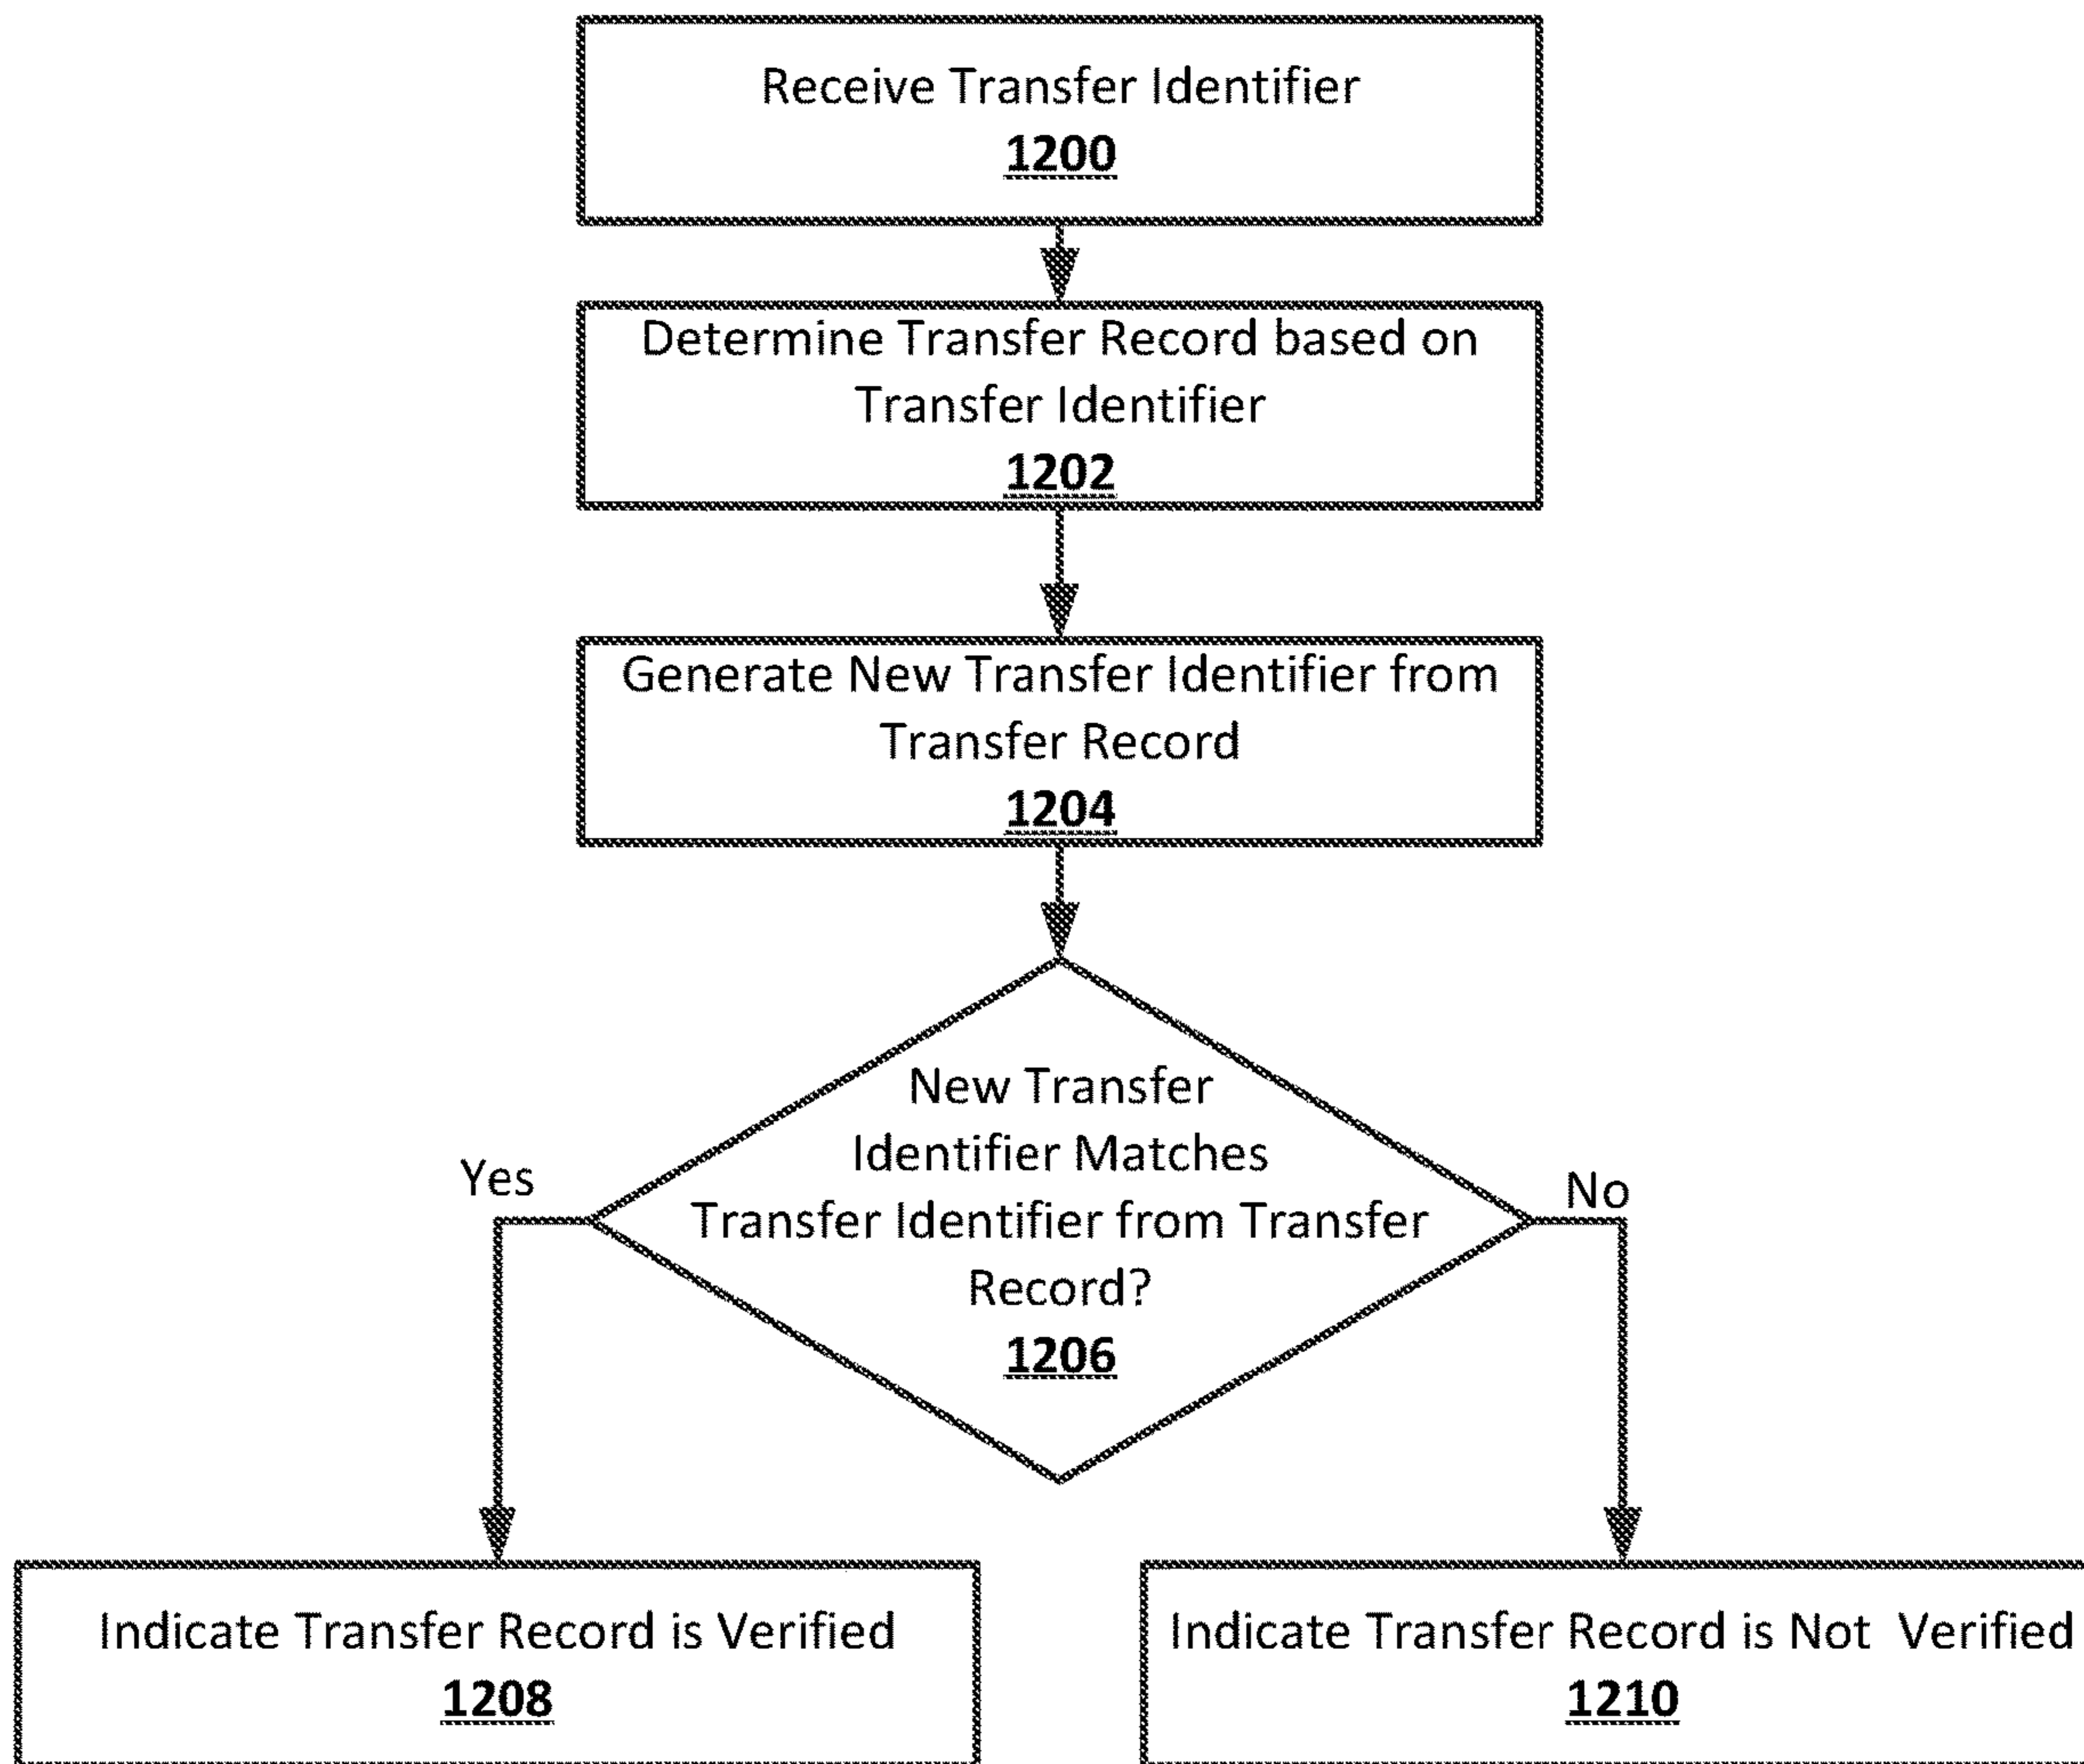 Receive Transfer Identifier
1200
Determine Transfer Record based on
Transfer Identifier
1202
Generate New Transfer Identifier from
Transfer Record
1204
New Transfer
Identifier Matches
Transfer Identifier from Transfer
Record?
1206
Yes
No
Indicate Transfer Record is Verified
1208
Indicate Transfer Record is Not  Verified
1210